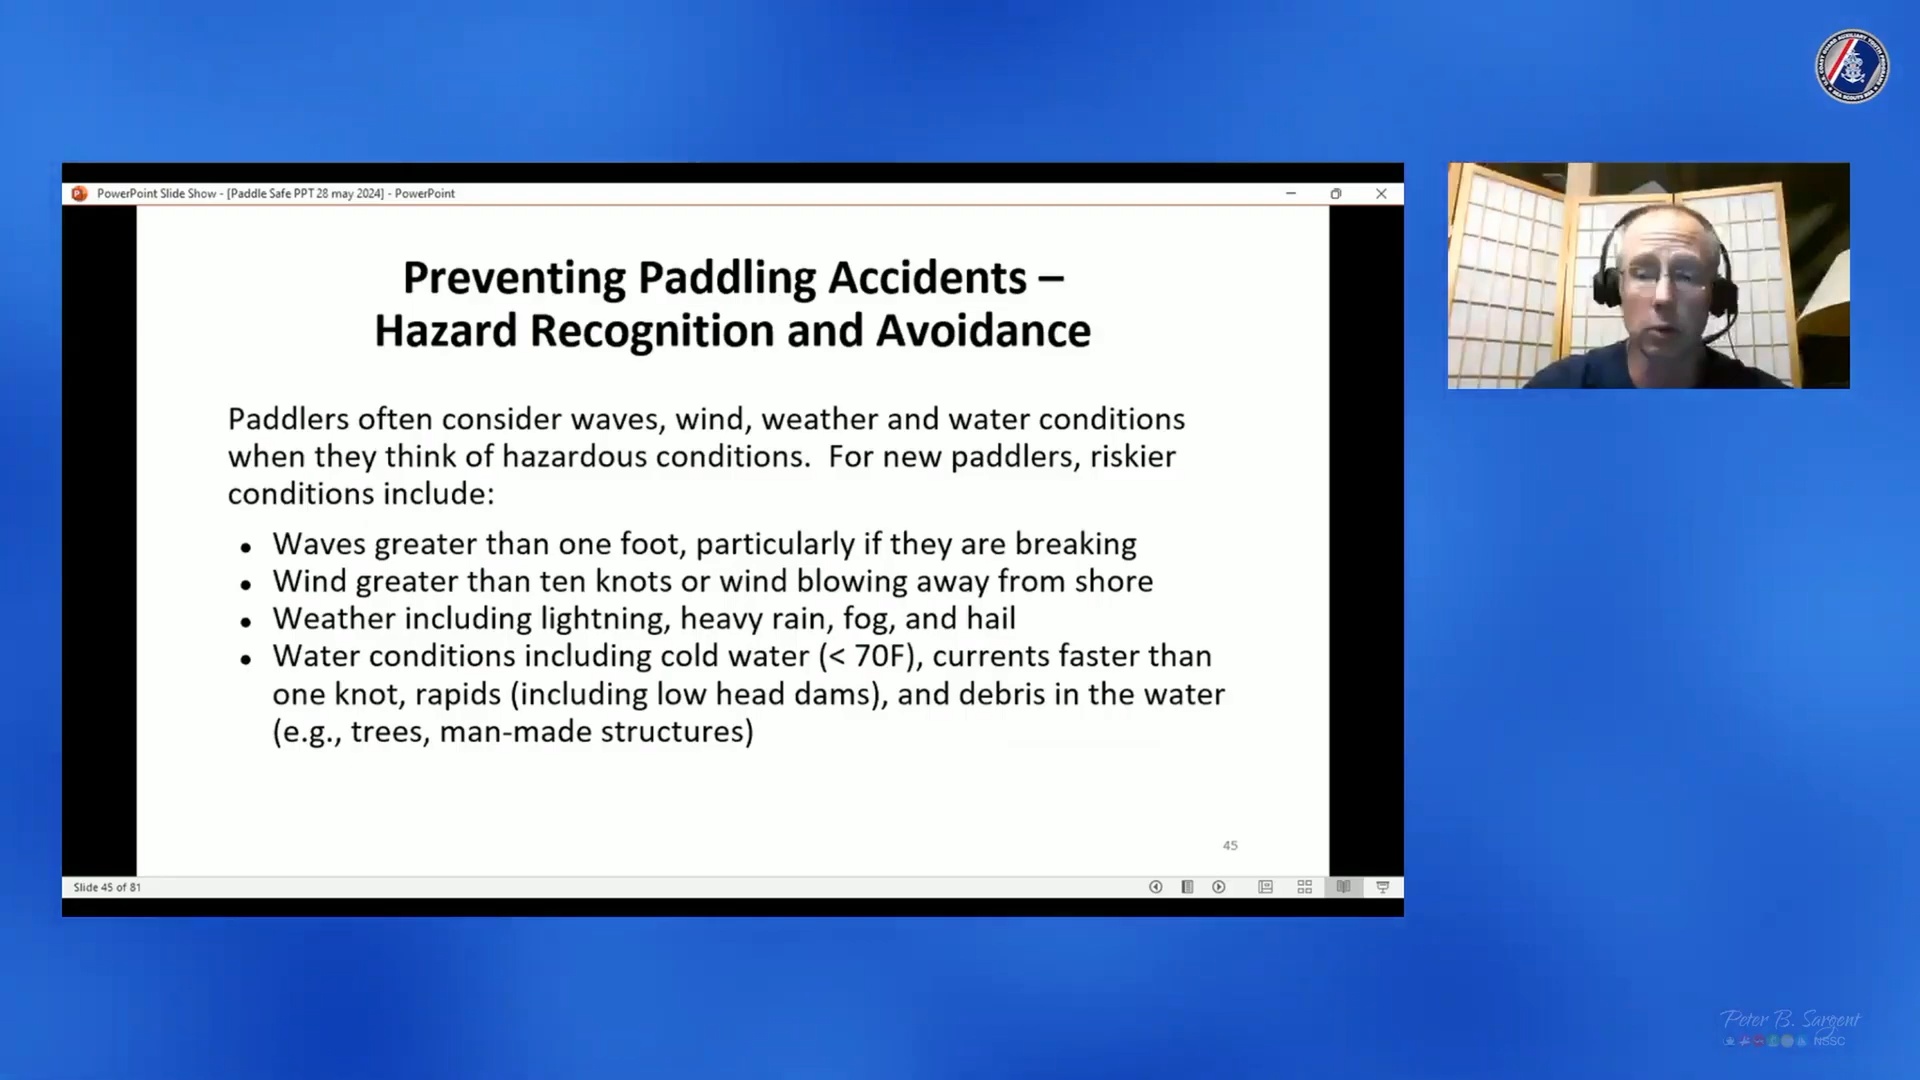 PowerPoint Slide Show - [Paddle Safe PPT 28 may 2024] - PowerPoint
Preventing Paddling Accidents –
Hazard Recognition and Avoidance
Paddlers often consider waves, wind, weather and water conditions
when they think of hazardous conditions.  For new paddlers, riskier
conditions include:
• Waves greater than one foot, particularly if they are breaking
• Wind greater than ten knots or wind blowing away from shore
• Weather including lightning, heavy rain, fog, and hail
• Water conditions including cold water (< 70F), currents faster than
one knot, rapids (including low head dams), and debris in the water
(e.g., trees, man-made structures)
45
Slide 45 of 81
Peter B. Sargent
NSSC